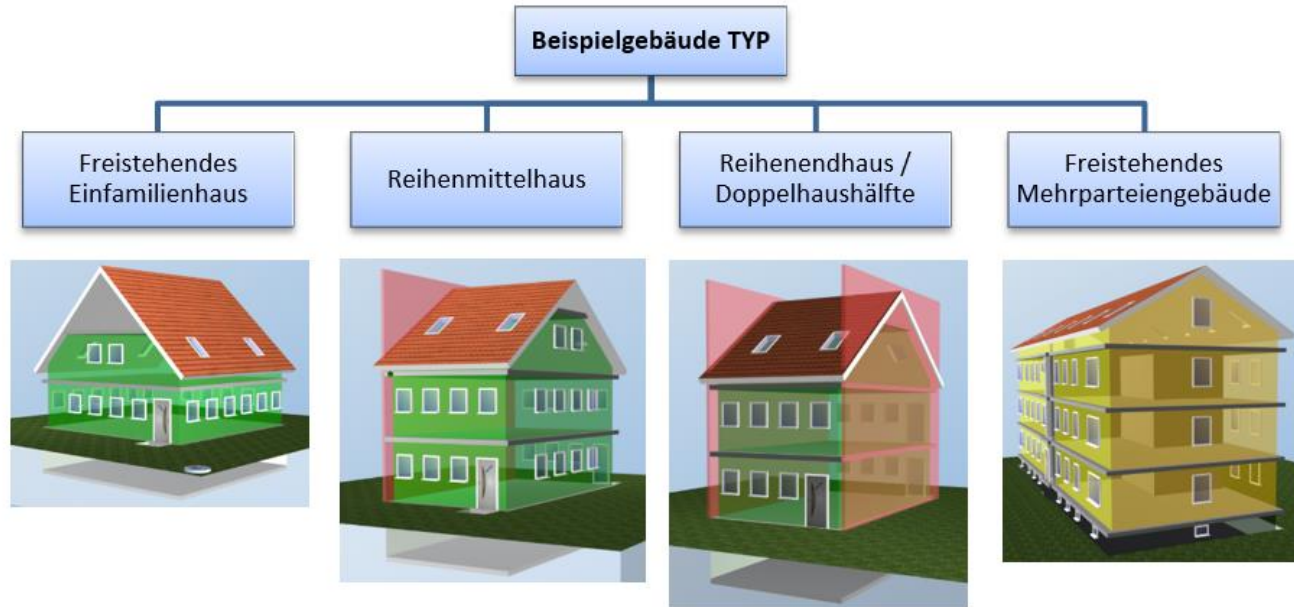 Beispielgebäude TYP
Freistehendes
Einfamilienhaus
Reihenmittelhaus
Reihenendhaus /
Doppelhaushälfte
Freistehendes
Mehrparteiengebäude